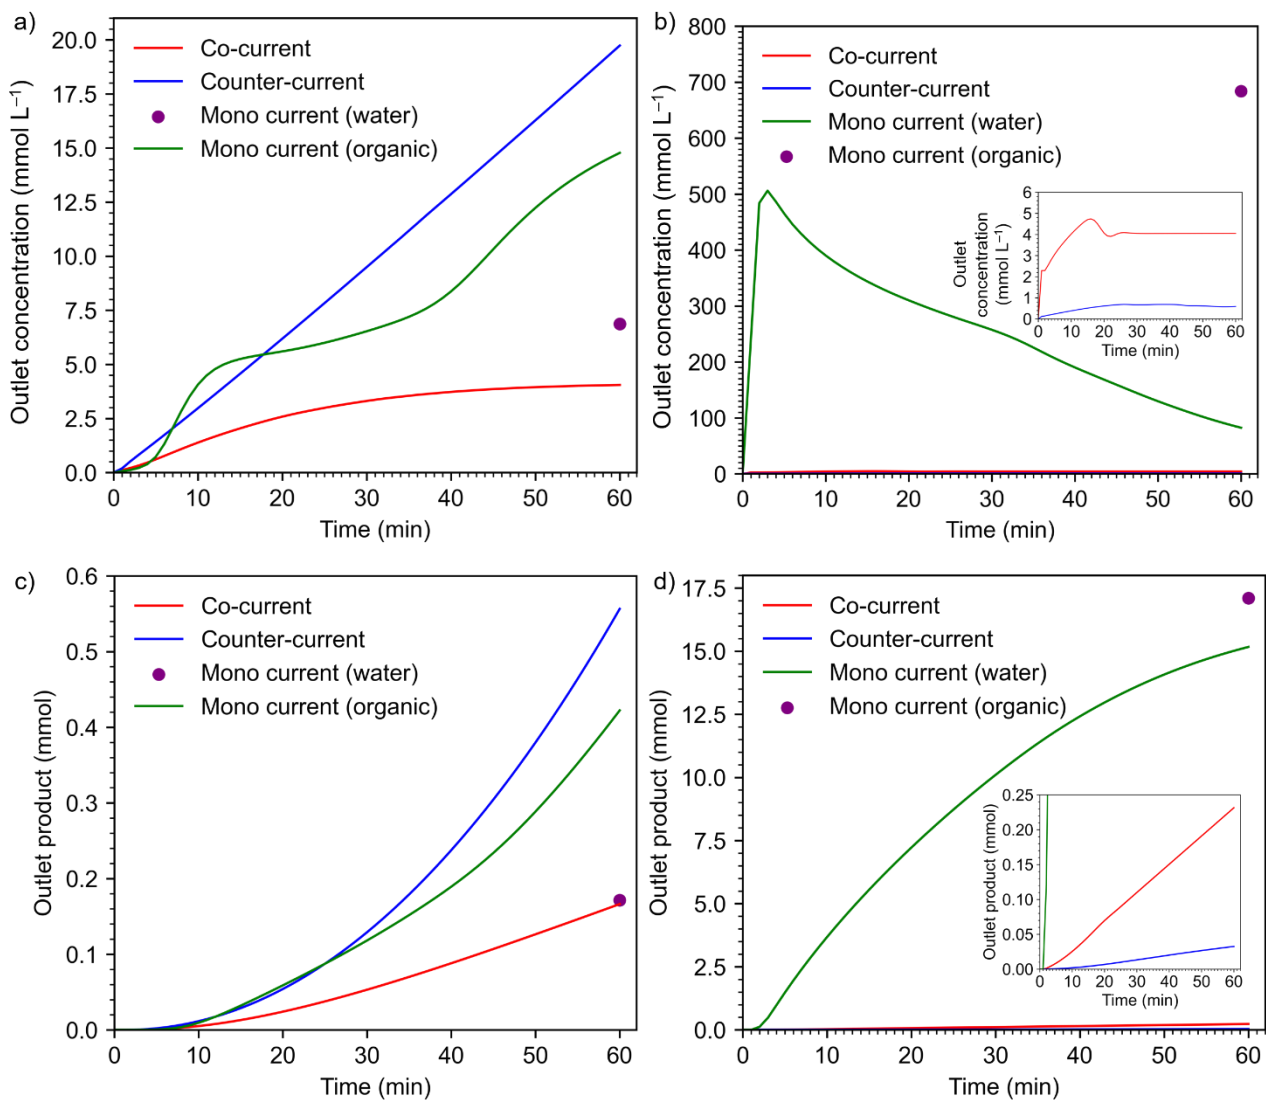 a)
20.0
17.5
15.0
12.5
10.0
7.5
5.0
2.5
0.0
Outlet concentration (mmol L⁻¹)
Co-current
Counter-current
Mono current (water)
Mono current (organic)
0 10 20 30 40 50 60
Time (min)
b)
800
700
600
500
400
300
200
100
0
Outlet concentration (mmol L⁻¹)
Co-current
Counter-current
Mono current (water)
Mono current (organic)
6
5
4
3
2
1
0
Outlet
concentration
(mmol L⁻¹)
0 10 20 30 40 50 60
Time (min)
0 10 20 30 40 50 60
Time (min)
c)
0.6
0.5
0.4
0.3
0.2
0.1
0.0
Outlet product (mmol)
Co-current
Counter-current
Mono current (water)
Mono current (organic)
0 10 20 30 40 50 60
Time (min)
d)
17.5
15.0
12.5
10.0
7.5
5.0
2.5
0.0
Outlet product (mmol)
Co-current
Counter-current
Mono current (water)
Mono current (organic)
0.25
0.20
0.15
0.10
0.05
0.00
Outlet product (mmol)
0 10 20 30 40 50 60
Time (min)
0 10 20 30 40 50 60
Time (min)